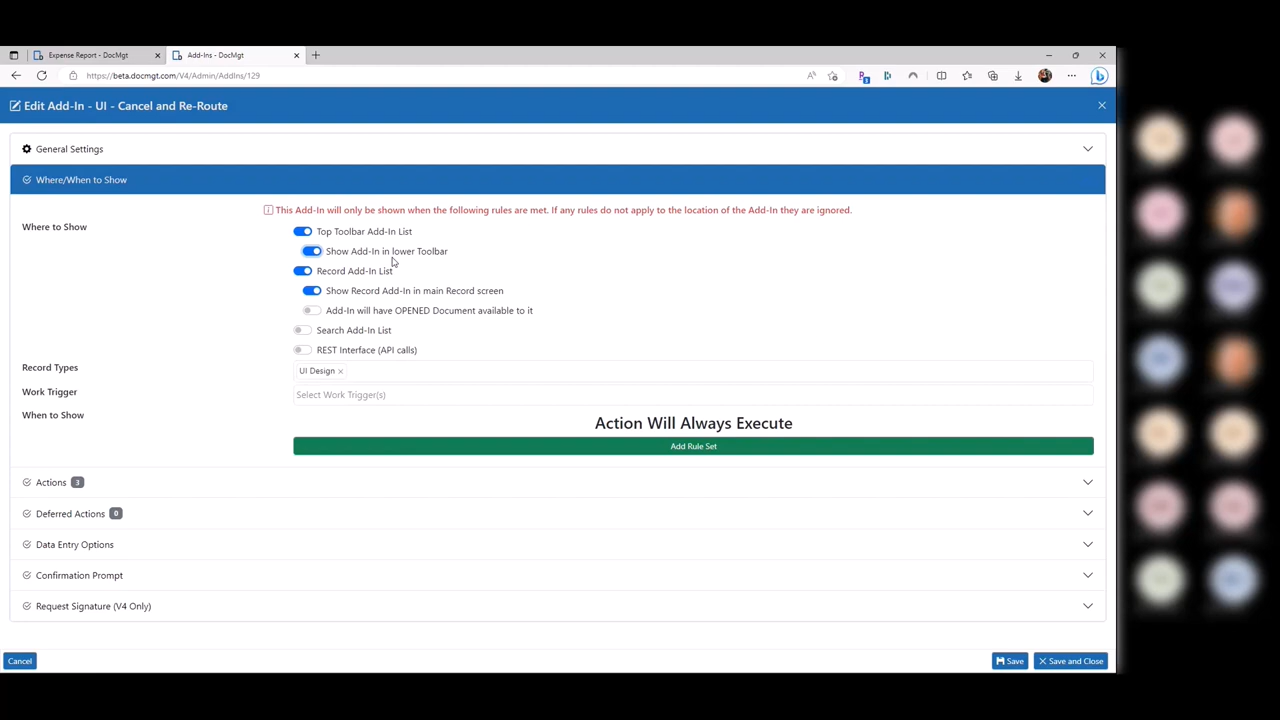 Expense Report - DocMgt
Add-Ins - DocMgt
https://beta.docmgt.com/V4/Admin/AddIns/129
Edit Add-In - UI - Cancel and Re-Route
General Settings
Where/When to Show
This Add-In will only be shown when the following rules are met. If any rules do not apply to the location of the Add-In they are ignored.
Where to Show
Top Toolbar Add-In List
Show Add-In in lower Toolbar
Record Add-In List
Show Record Add-In in main Record screen
Add-In will have OPENED Document available to it
Search Add-In List
REST Interface (API calls)
Record Types
UI Design ×
Work Trigger
Select Work Trigger(s)
When to Show
Action Will Always Execute
Add Rule Set
Actions 3
Deferred Actions 0
Data Entry Options
Confirmation Prompt
Request Signature (V4 Only)
Cancel
Save
Save and Close